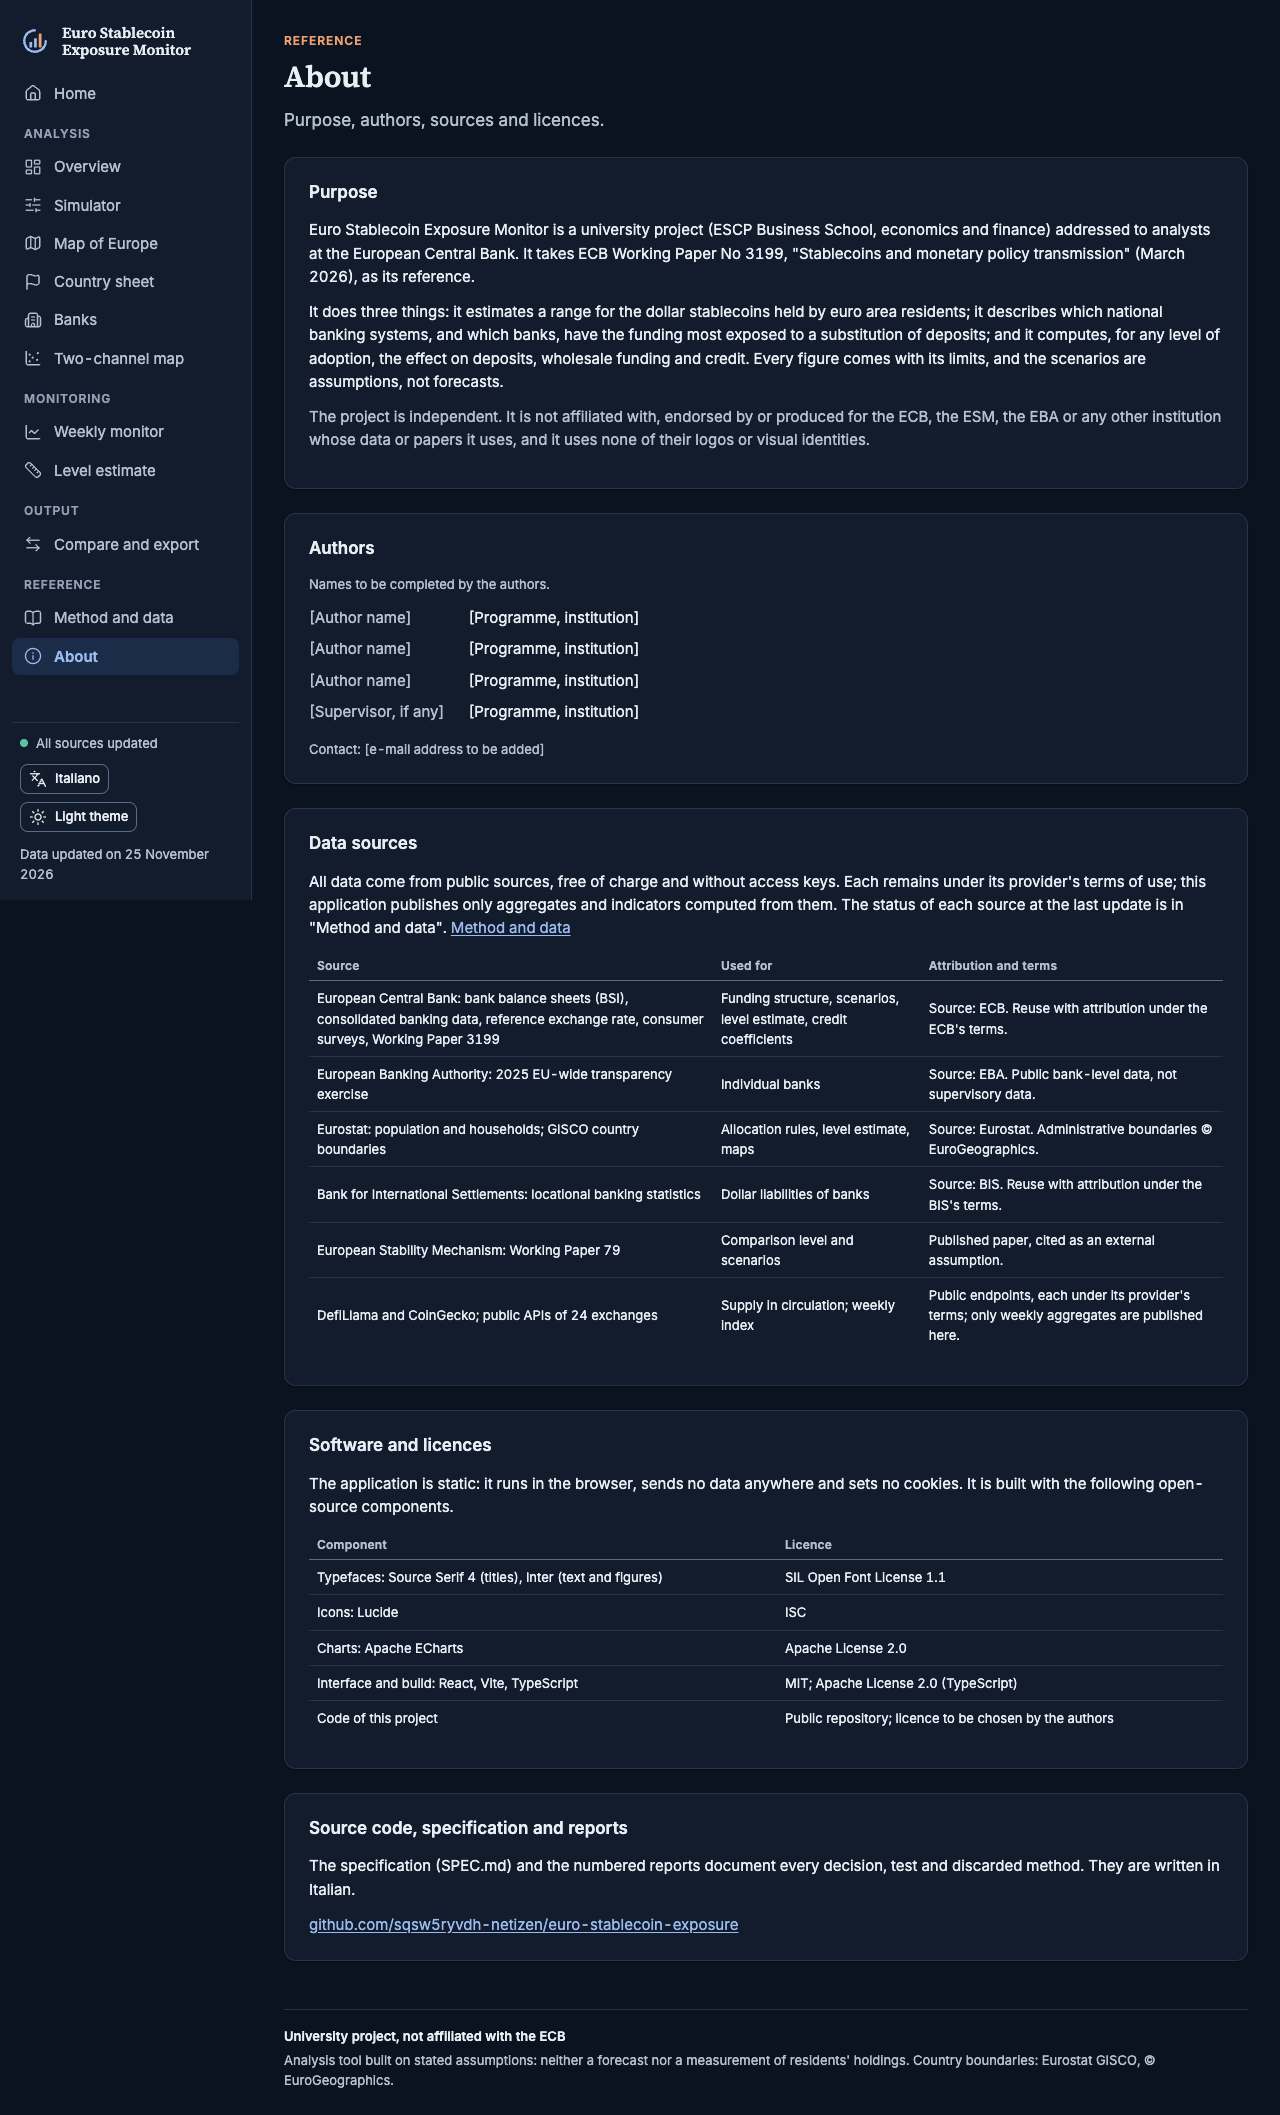 Euro Stablecoin
Exposure Monitor
Home
ANALYSIS
Overview
Simulator
Map of Europe
Country sheet
Banks
Two-channel map
MONITORING
Weekly monitor
Level estimate
OUTPUT
Compare and export
REFERENCE
Method and data
About
All sources updated
Italiano
Light theme
Data updated on 25 November
2026
REFERENCE
About
Purpose, authors, sources and licences.
Purpose
Euro Stablecoin Exposure Monitor is a university project (ESCP Business School, economics and finance) addressed to analysts
at the European Central Bank. It takes ECB Working Paper No 3199, "Stablecoins and monetary policy transmission" (March
2026), as its reference.
It does three things: it estimates a range for the dollar stablecoins held by euro area residents; it describes which national
banking systems, and which banks, have the funding most exposed to a substitution of deposits; and it computes, for any level of
adoption, the effect on deposits, wholesale funding and credit. Every figure comes with its limits, and the scenarios are
assumptions, not forecasts.
The project is independent. It is not affiliated with, endorsed by or produced for the ECB, the ESM, the EBA or any other institution
whose data or papers it uses, and it uses none of their logos or visual identities.
Authors
Names to be completed by the authors.
[Author name] [Programme, institution]
[Author name] [Programme, institution]
[Author name] [Programme, institution]
[Supervisor, if any] [Programme, institution]
Contact: [e-mail address to be added]
Data sources
All data come from public sources, free of charge and without access keys. Each remains under its provider's terms of use; this
application publishes only aggregates and indicators computed from them. The status of each source at the last update is in
"Method and data". Method and data
Source Used for Attribution and terms
European Central Bank: bank balance sheets (BSI),
consolidated banking data, reference exchange rate, consumer
surveys, Working Paper 3199
Funding structure, scenarios,
level estimate, credit
coefficients
Source: ECB. Reuse with attribution under the
ECB's terms.
European Banking Authority: 2025 EU-wide transparency
exercise
Individual banks
Source: EBA. Public bank-level data, not
supervisory data.
Eurostat: population and households; GISCO country
boundaries
Allocation rules, level estimate,
maps
Source: Eurostat. Administrative boundaries ©
EuroGeographics.
Bank for International Settlements: locational banking statistics
Dollar liabilities of banks
Source: BIS. Reuse with attribution under the
BIS's terms.
European Stability Mechanism: Working Paper 79
Comparison level and
scenarios
Published paper, cited as an external
assumption.
DefiLlama and CoinGecko; public APIs of 24 exchanges
Supply in circulation; weekly
index
Public endpoints, each under its provider's
terms; only weekly aggregates are published
here.
Software and licences
The application is static: it runs in the browser, sends no data anywhere and sets no cookies. It is built with the following open-
source components.
Component Licence
Typefaces: Source Serif 4 (titles), Inter (text and figures) SIL Open Font License 1.1
Icons: Lucide ISC
Charts: Apache ECharts Apache License 2.0
Interface and build: React, Vite, TypeScript MIT; Apache License 2.0 (TypeScript)
Code of this project Public repository; licence to be chosen by the authors
Source code, specification and reports
The specification (SPEC.md) and the numbered reports document every decision, test and discarded method. They are written in
Italian.
github.com/sqsw5ryvdh-netizen/euro-stablecoin-exposure
University project, not affiliated with the ECB
Analysis tool built on stated assumptions: neither a forecast nor a measurement of residents' holdings. Country boundaries: Eurostat GISCO, ©
EuroGeographics.